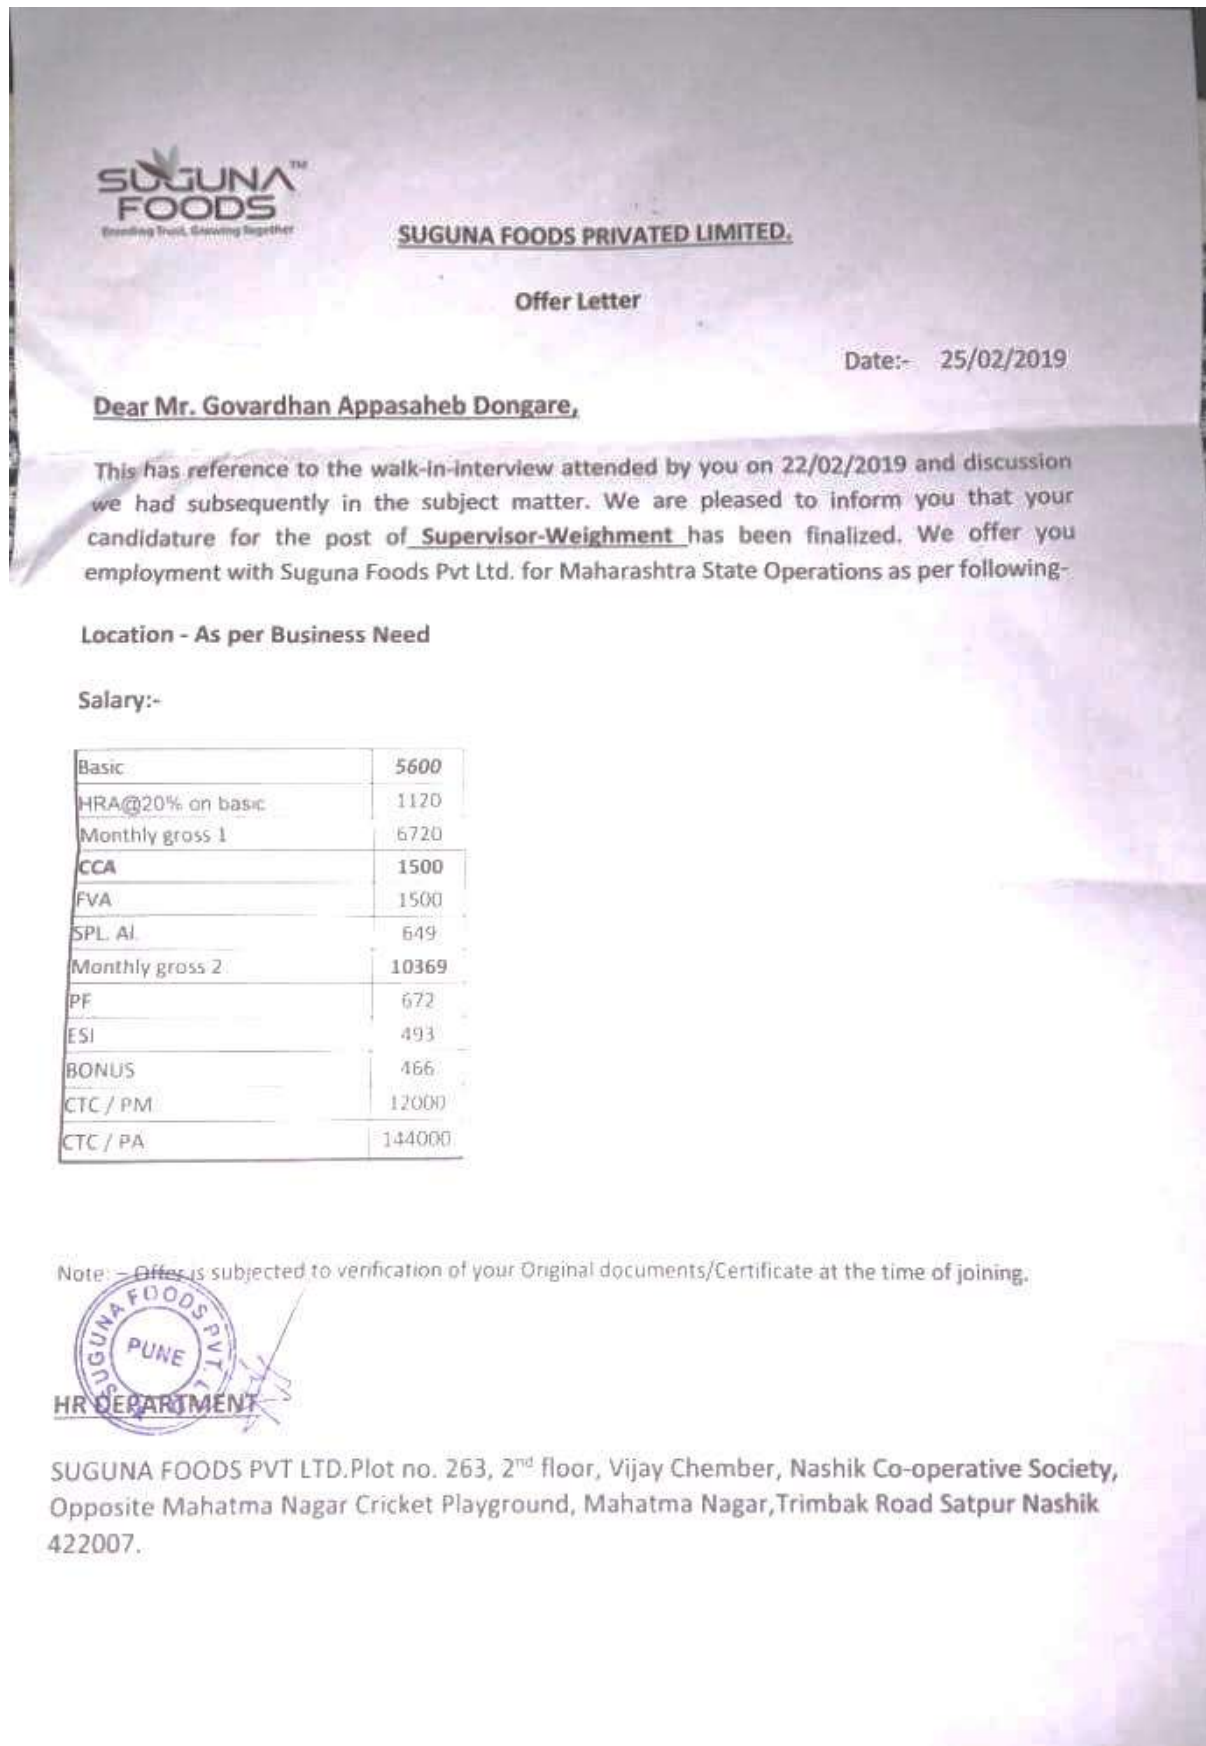 SUGUNA™
FOODS
Breeding Trust, Growing Together
SUGUNA FOODS PRIVATED LIMITED.
Offer Letter
Date:- 25/02/2019
Dear Mr. Govardhan Appasaheb Dongare,
This has reference to the walk-in-interview attended by you on 22/02/2019 and discussion
we had subsequently in the subject matter. We are pleased to inform you that your
candidature for the post of Supervisor-Weighment has been finalized. We offer you
employment with Suguna Foods Pvt Ltd. for Maharashtra State Operations as per following-
Location - As per Business Need
Salary:-
Basic 5600
HRA@20% on basic 1120
Monthly gross 1 6720
CCA 1500
FVA 1500
SPL. Al. 649
Monthly gross 2 10369
PF 672
ESI 493
BONUS 466
CTC / PM 12000
CTC / PA 144000
Note: – Offer is subjected to verification of your Original documents/Certificate at the time of joining.
SUGUNA FOODS PVT. L
PUNE
HR DEPARTMENT
SUGUNA FOODS PVT LTD.Plot no. 263, 2nd floor, Vijay Chember, Nashik Co-operative Society,
Opposite Mahatma Nagar Cricket Playground, Mahatma Nagar,Trimbak Road Satpur Nashik
422007.